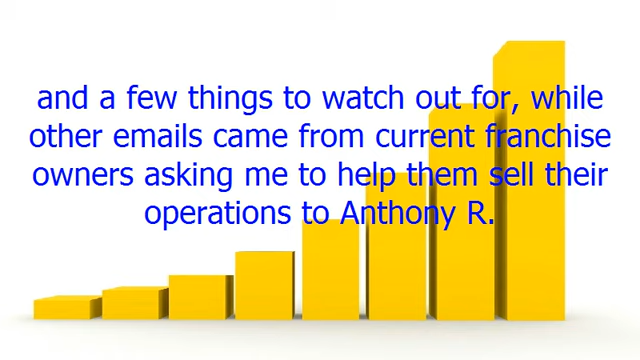 and a few things to watch out for, while
other emails came from current franchise
owners asking me to help them sell their
operations to Anthony R.